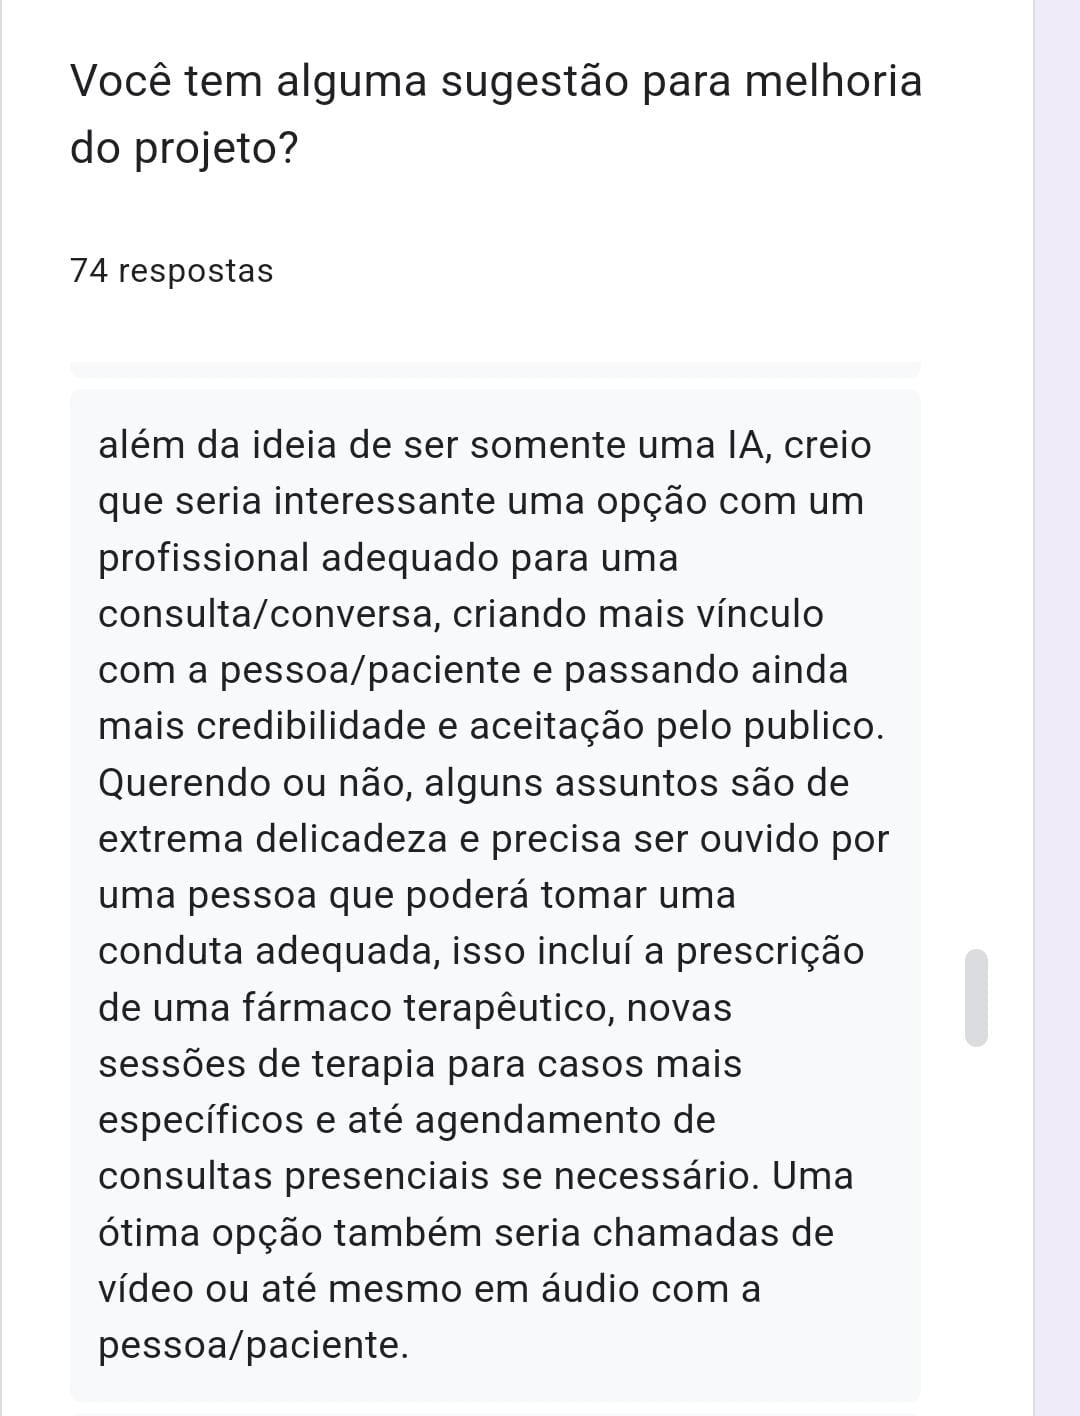 Você tem alguma sugestão para melhoria
do projeto?
74 respostas
além da ideia de ser somente uma IA, creio
que seria interessante uma opção com um
profissional adequado para uma
consulta/conversa, criando mais vínculo
com a pessoa/paciente e passando ainda
mais credibilidade e aceitação pelo publico.
Querendo ou não, alguns assuntos são de
extrema delicadeza e precisa ser ouvido por
uma pessoa que poderá tomar uma
conduta adequada, isso incluí a prescrição
de uma fármaco terapêutico, novas
sessões de terapia para casos mais
específicos e até agendamento de
consultas presenciais se necessário. Uma
ótima opção também seria chamadas de
vídeo ou até mesmo em áudio com a
pessoa/paciente.